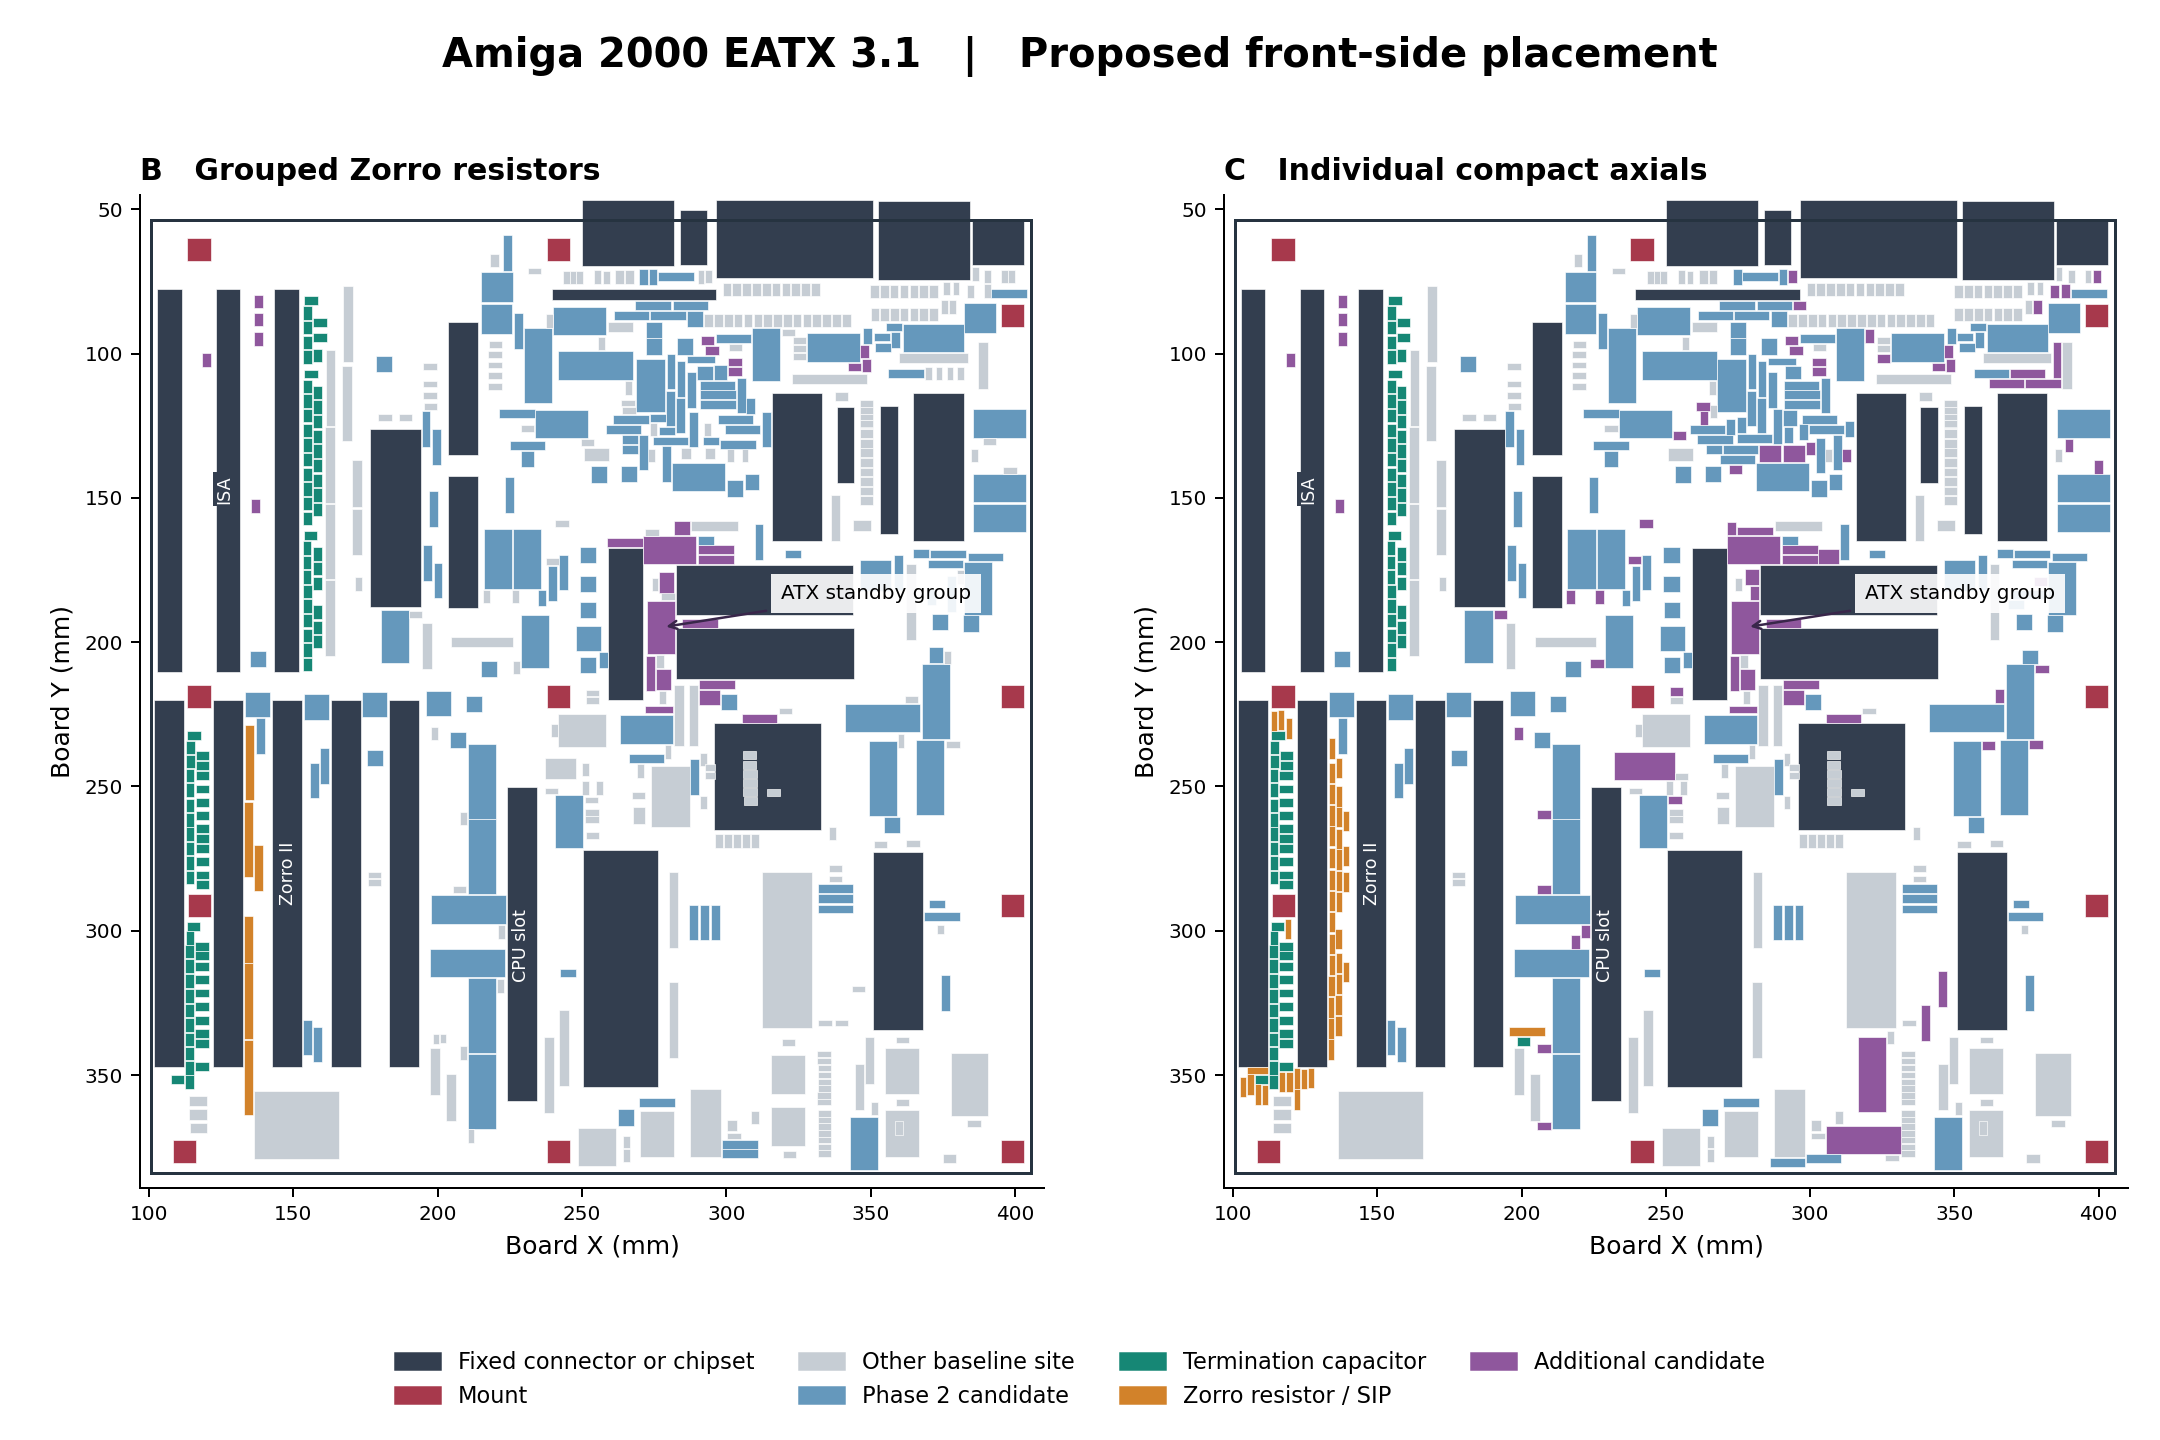 Amiga 2000 EATX 3.1 | Proposed front-side placement
B Grouped Zorro resistors
50
100
150
200
250
300
350
Board Y (mm)
ISA
Zorro II
CPU slot
ATX standby group
100 150 200 250 300 350 400
Board X (mm)
C Individual compact axials
50
100
150
200
250
300
350
Board Y (mm)
ISA
Zorro II
CPU slot
ATX standby group
100 150 200 250 300 350 400
Board X (mm)
Fixed connector or chipset
Mount
Other baseline site
Phase 2 candidate
Termination capacitor
Zorro resistor / SIP
Additional candidate